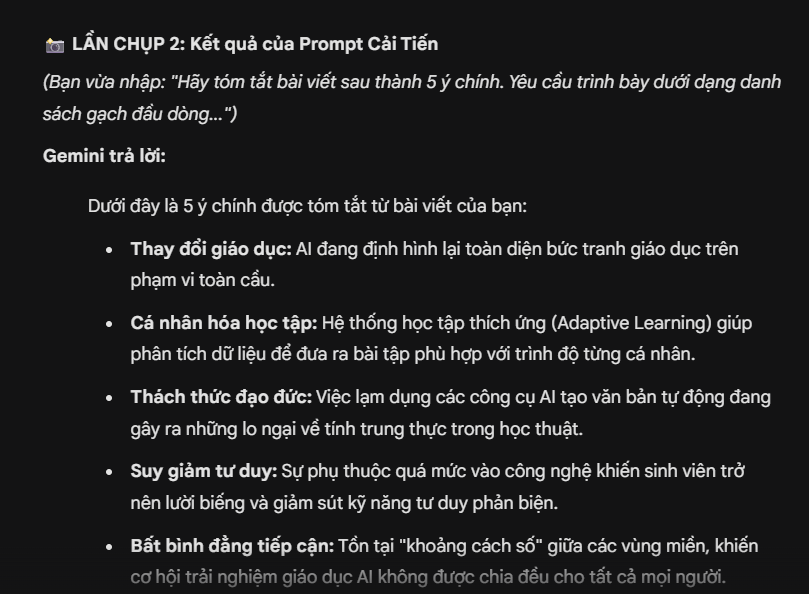 📷 LẦN CHỤP 2: Kết quả của Prompt Cải Tiến
(Bạn vừa nhập: "Hãy tóm tắt bài viết sau thành 5 ý chính. Yêu cầu trình bày dưới dạng danh
sách gạch đầu dòng...")
Gemini trả lời:
Dưới đây là 5 ý chính được tóm tắt từ bài viết của bạn:
• Thay đổi giáo dục: AI đang định hình lại toàn diện bức tranh giáo dục trên
phạm vi toàn cầu.
• Cá nhân hóa học tập: Hệ thống học tập thích ứng (Adaptive Learning) giúp
phân tích dữ liệu để đưa ra bài tập phù hợp với trình độ từng cá nhân.
• Thách thức đạo đức: Việc lạm dụng các công cụ AI tạo văn bản tự động đang
gây ra những lo ngại về tính trung thực trong học thuật.
• Suy giảm tư duy: Sự phụ thuộc quá mức vào công nghệ khiến sinh viên trở
nên lười biếng và giảm sút kỹ năng tư duy phản biện.
• Bất bình đẳng tiếp cận: Tồn tại "khoảng cách số" giữa các vùng miền, khiến
cơ hội trải nghiệm giáo dục AI không được chia đều cho tất cả mọi người.